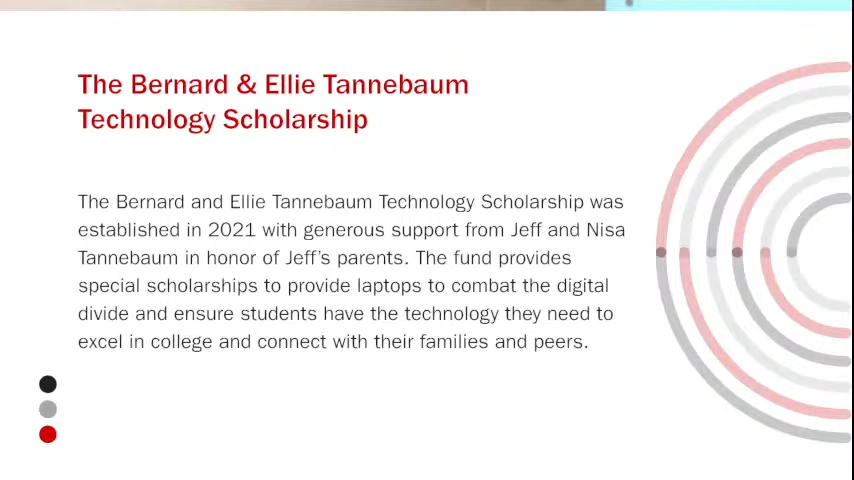 The Bernard & Ellie Tannebaum
Technology Scholarship
The Bernard and Ellie Tannebaum Technology Scholarship was
established in 2021 with generous support from Jeff and Nisa
Tannebaum in honor of Jeff’s parents. The fund provides
special scholarships to provide laptops to combat the digital
divide and ensure students have the technology they need to
excel in college and connect with their families and peers.